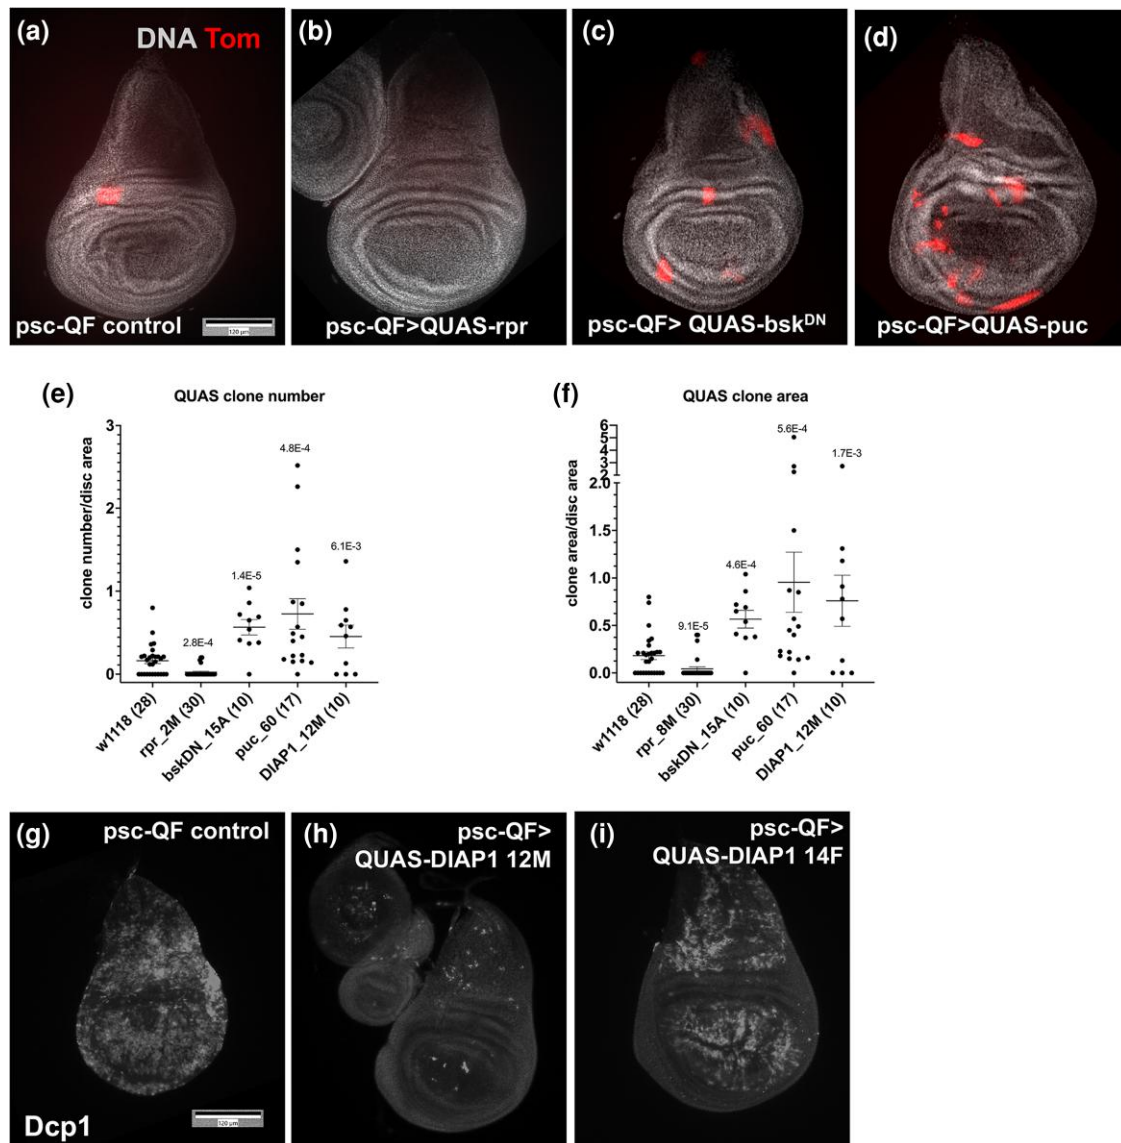 (a)
DNA Tom
psc-QF control
120 µm
(b)
psc-QF>QUAS-rpr
(c)
psc-QF> QUAS-bskDN
(d)
psc-QF>QUAS-puc
(e)
QUAS clone number
clone number/disc area
3
2
1
0
2.8E-4
1.4E-5
4.8E-4
6.1E-3
w1118 (28)
rpr_2M (30)
bskDN_15A (10)
puc_60 (17)
DIAP1_12M (10)
(f)
QUAS clone area
clone area/disc area
6
5
4
3
2
2.0
1.5
1.0
0.5
0.0
9.1E-5
4.6E-4
5.6E-4
1.7E-3
w1118 (28)
rpr_8M (30)
bskDN_15A (10)
puc_60 (17)
DIAP1_12M (10)
(g)
psc-QF control
Dcp1
120 µm
(h)
psc-QF>
QUAS-DIAP1 12M
(i)
psc-QF>
QUAS-DIAP1 14F